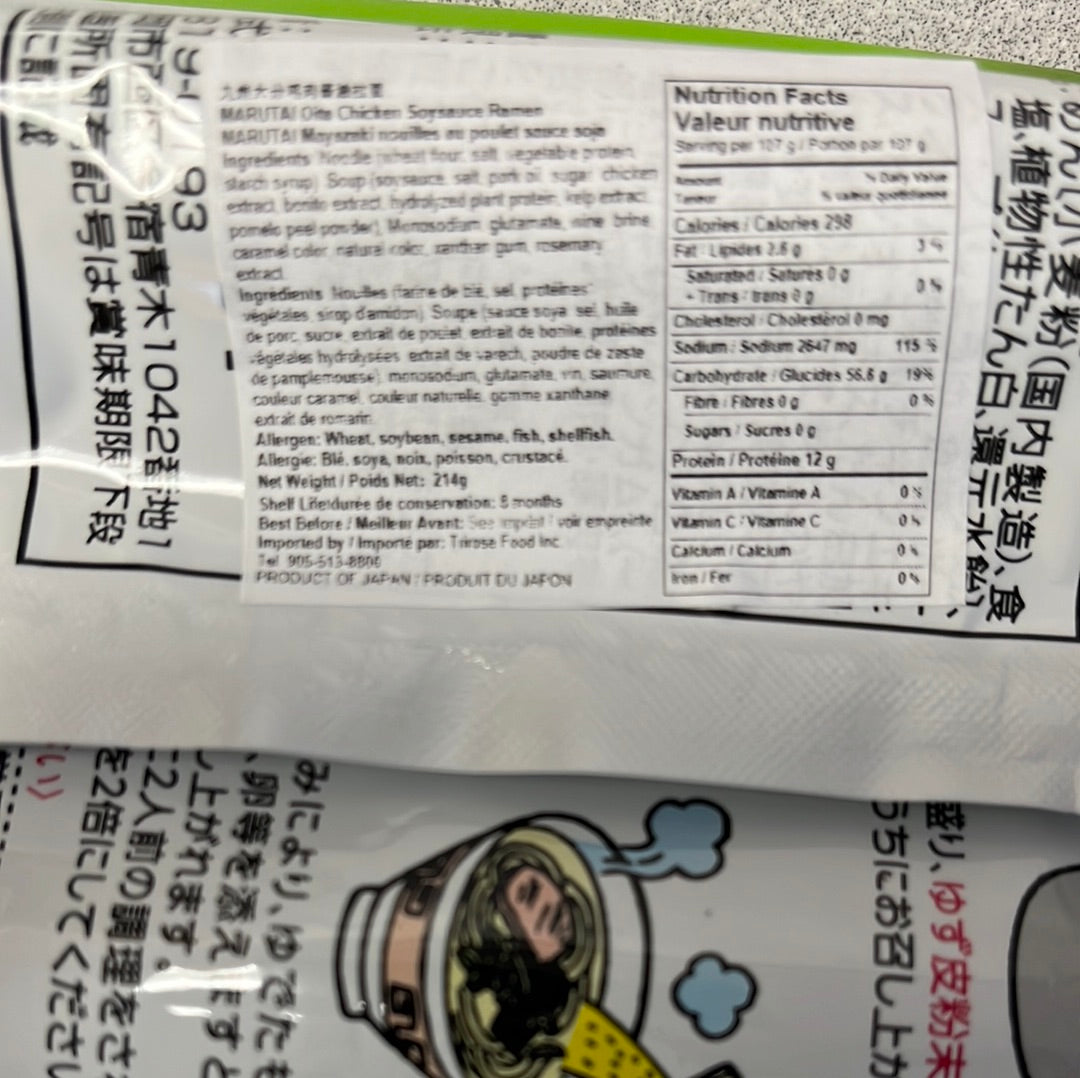 九州大分鸡肉酱油拉面
MARUTAI Oita Chicken Soysauce Ramen
MARUTAI nouilles au poulet sauce soja
Ingredients Noodle (wheat four, salt, vegetable protein,
starch syrup) Soup (soysauce, salt, pork oil, sugar, chicken
extract, bonito extract, hydrolyzed plant protein, kelp extract,
pomelo peel powder), Monosodium glutamate, wine, brine,
caramel color, natural color, xanthan gum, rosemary
extract
Ingrédients Nouilles (farine de blé, sel, protéines
végétales, sirop d'amidon), Soupe (sauce soya, sel, huile
de porc, sucre, extrait de poulet, extrait de bonite, protéines
végétales hydrolysées, extrait de varech, poudre de zeste
de pamplemousse), monosodium, glutamate, vin, saumure,
couleur caramel, couleur naturelle, gomme xanthane,
extrait de romarin
Allergen: Wheat, soybean, sesame, fish, shellfish.
Allergie: Blé, soya, noix, poisson, crustacé.
Net Weight / Poids Net: 214g
durée de conservation: months
Best Before / Meilleur Avant: See imprint / voir empreinte
Imported by / Importé par: Food Inc.
Tel 905-513-
PRODUCT OF JAPAN / PRODUIT DU JAPON
Nutrition Facts
Valeur nutritive
Serving per 107 g / Portion par 107 g
Amount % Daily Value
Teneur % valeur quotidienne
Calories / Calories 298
Fat / Lipides 2.6 g 3 %
Saturated / Saturés 0 g
+ Trans / trans 0 g 0 %
Cholesterol / Cholestérol 0 mg
Sodium / Sodium 2647 mg 115 %
Carbohydrate / Glucides 56.6 g 19%
Fibre / Fibres 0 g 0 %
Sugars / Sucres 0 g
Protein / Protéine 12 g
Vitamin A / Vitamine A 0 %
Vitamin C / Vitamine C 0 %
Calcium / Calcium 0 %
Iron / Fer 0 %
めん(小麦粉(国内製造)、食
塩、植物性たん白、還元水飴)、
93
宿青木1042番地1
所固有記号は賞味期限下段
に記載
盛り、ゆず皮粉末
うちにお召し上が
みにより、ゆでたも
、卵等を添えますと
し上がれます。
2人前の調理をさ
を2倍にしてくださ
い)